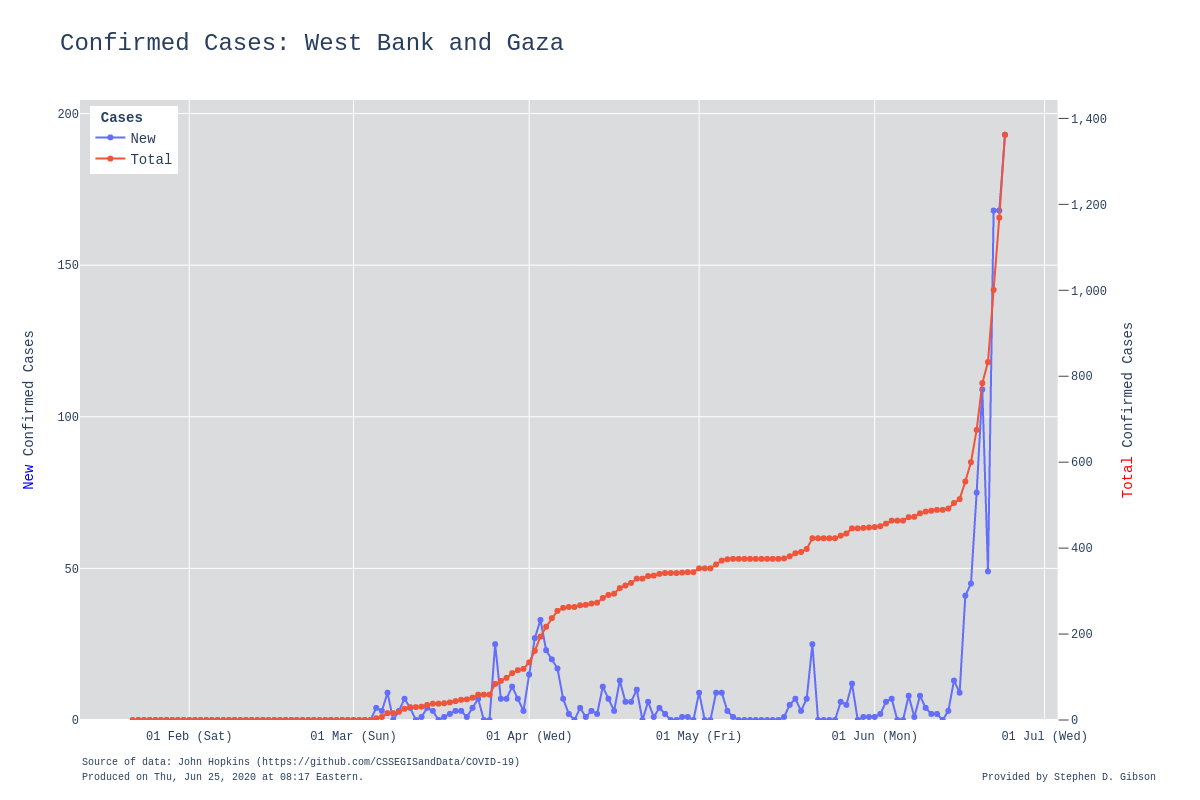 Confirmed Cases: West Bank and Gaza
Cases
New
Total
200
150
100
50
0
1,400
1,200
1,000
800
600
400
200
0
New Confirmed Cases
Total Confirmed Cases
01 Feb (Sat) 01 Mar (Sun) 01 Apr (Wed) 01 May (Fri) 01 Jun (Mon) 01 Jul (Wed)
Source of data: John Hopkins (https://github.com/CSSEGISandData/COVID-19)
Produced on Thu, Jun 25, 2020 at 08:17 Eastern.
Provided by Stephen D. Gibson